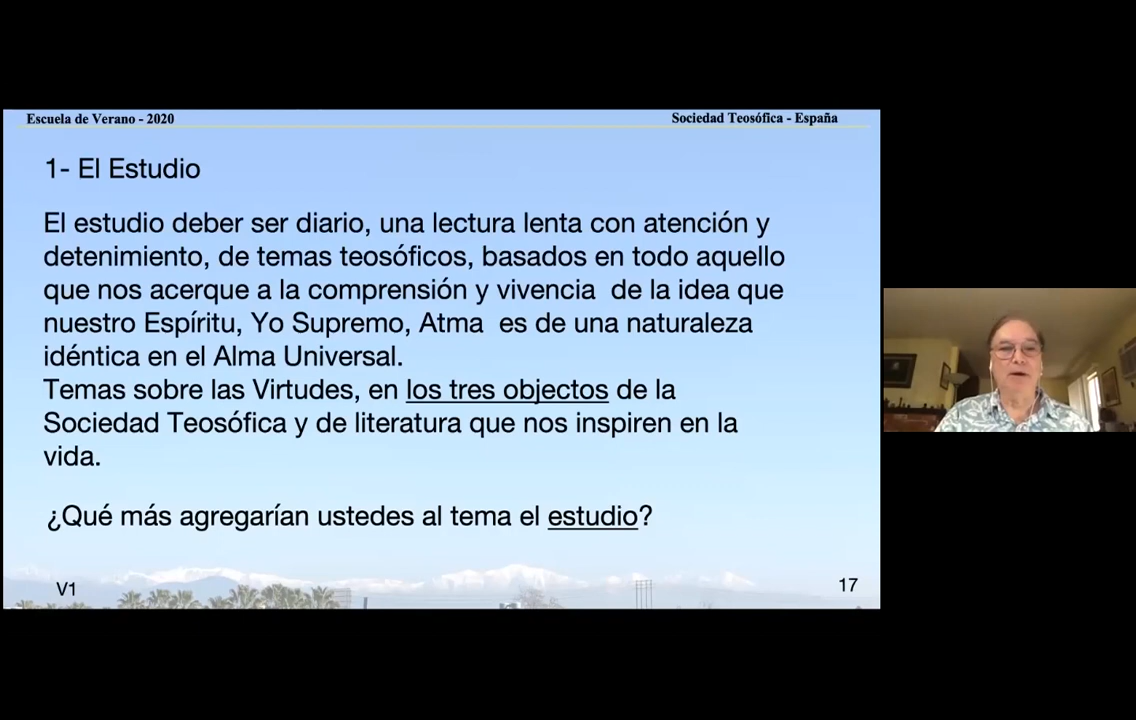 Escuela de Verano - 2020
Sociedad Teosófica - España
1- El Estudio
El estudio deber ser diario, una lectura lenta con atención y
detenimiento, de temas teosóficos, basados en todo aquello
que nos acerque a la comprensión y vivencia de la idea que
nuestro Espíritu, Yo Supremo, Atma es de una naturaleza
idéntica en el Alma Universal.
Temas sobre las Virtudes, en los tres objectos de la
Sociedad Teosófica y de literatura que nos inspiren en la
vida.
¿Qué más agregarían ustedes al tema el estudio?
V1
17